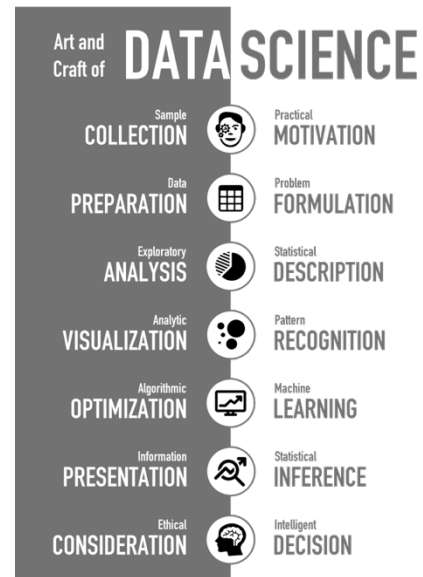 Art and
Craft of
DATA SCIENCE
Sample
COLLECTION
Practical
MOTIVATION
Data
PREPARATION
Problem
FORMULATION
Exploratory
ANALYSIS
Statistical
DESCRIPTION
Analytic
VISUALIZATION
Pattern
RECOGNITION
Algorithmic
OPTIMIZATION
Machine
LEARNING
Information
PRESENTATION
Statistical
INFERENCE
Ethical
CONSIDERATION
Intelligent
DECISION